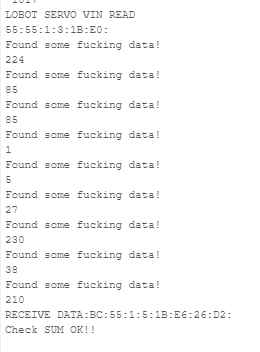 LOBOT SERVO VIN READ
55:55:1:3:1B:E0:
Found some fucking data!
224
Found some fucking data!
85
Found some fucking data!
85
Found some fucking data!
1
Found some fucking data!
5
Found some fucking data!
27
Found some fucking data!
230
Found some fucking data!
38
Found some fucking data!
210
RECEIVE DATA:BC:55:1:5:1B:E6:26:D2:
Check SUM OK!!